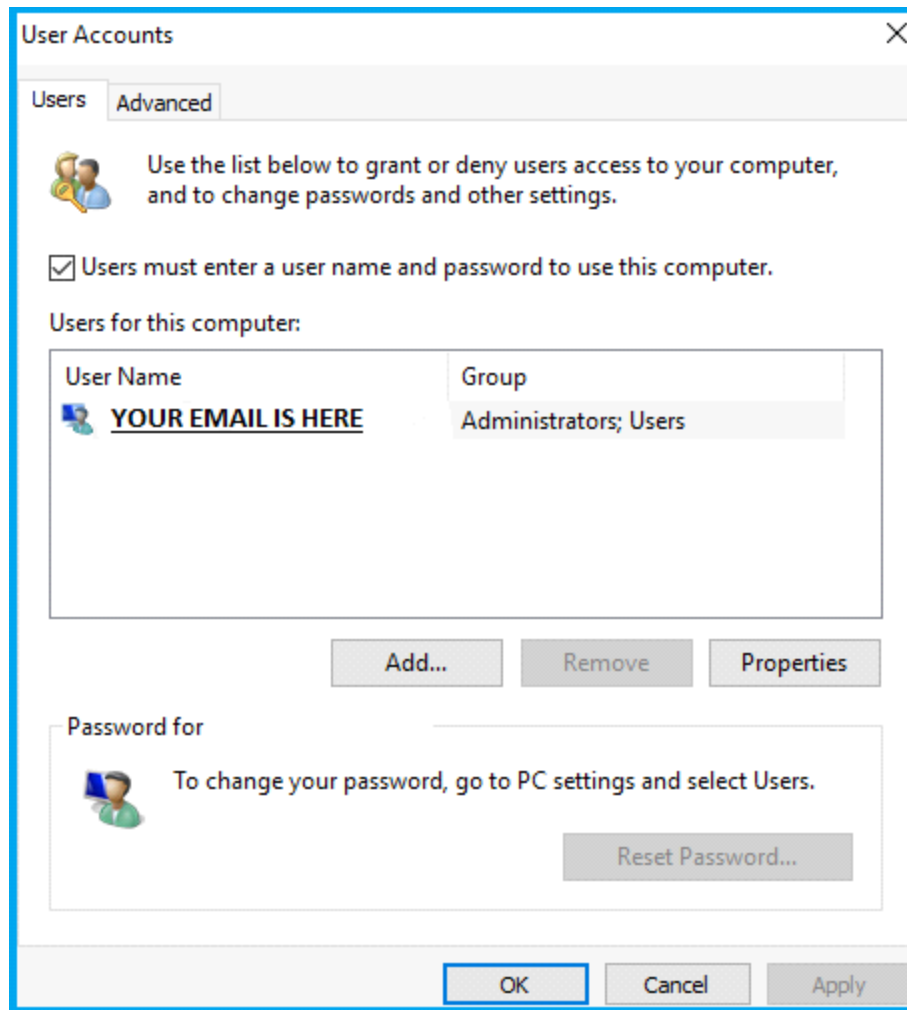 User Accounts
Users
Advanced
Use the list below to grant or deny users access to your computer,
and to change passwords and other settings.
Users must enter a user name and password to use this computer.
Users for this computer:
User Name Group
YOUR EMAIL IS HERE Administrators; Users
Add... Remove Properties
Password for
To change your password, go to PC settings and select Users.
Reset Password...
OK Cancel Apply